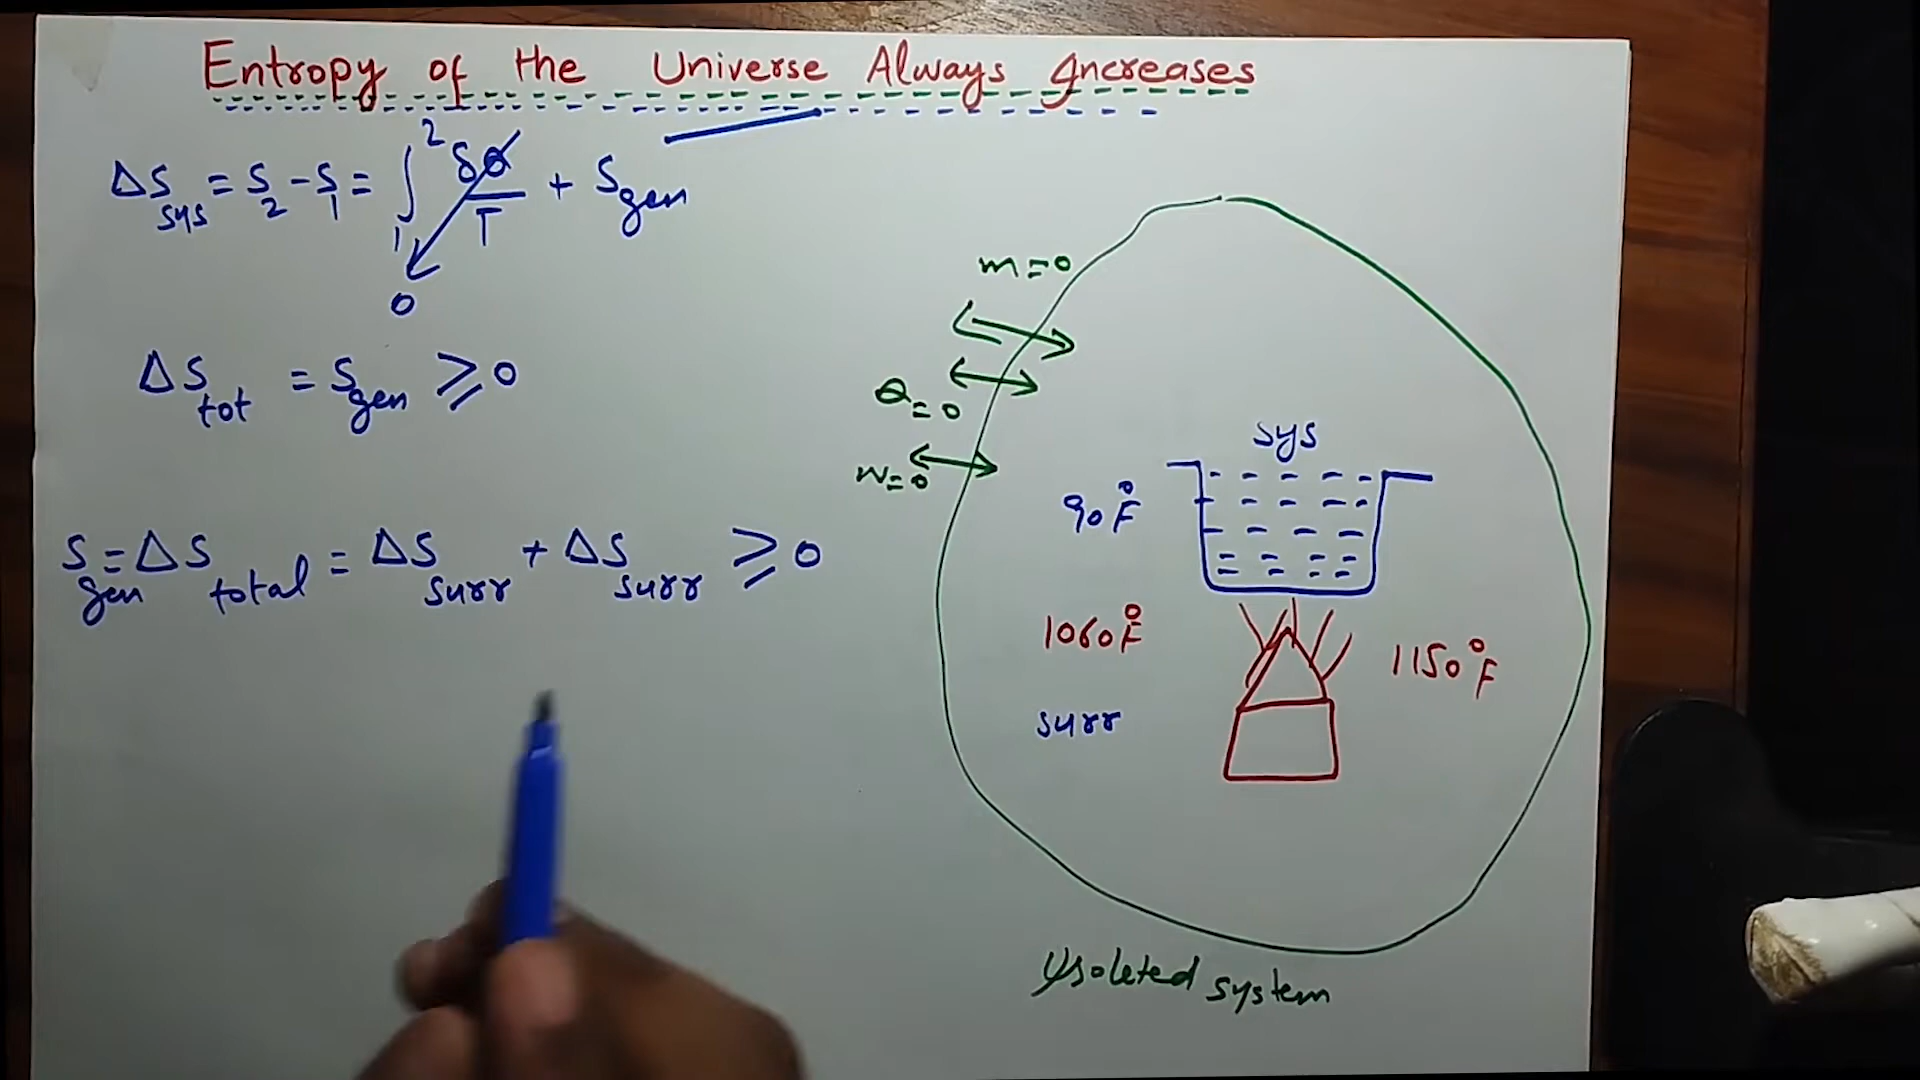 Entropy of the Universe Always Increases
ΔS_sys = S_2 - S_1 = ∫_1^2 δQ/T + S_gen
0
ΔS_tot = S_gen ≥ 0
S_gen = ΔS_total = ΔS_surr + ΔS_surr ≥ 0
m=0
Q=0
W=0
sys
90°F
1060°F
1150°F
surr
Isoleted system